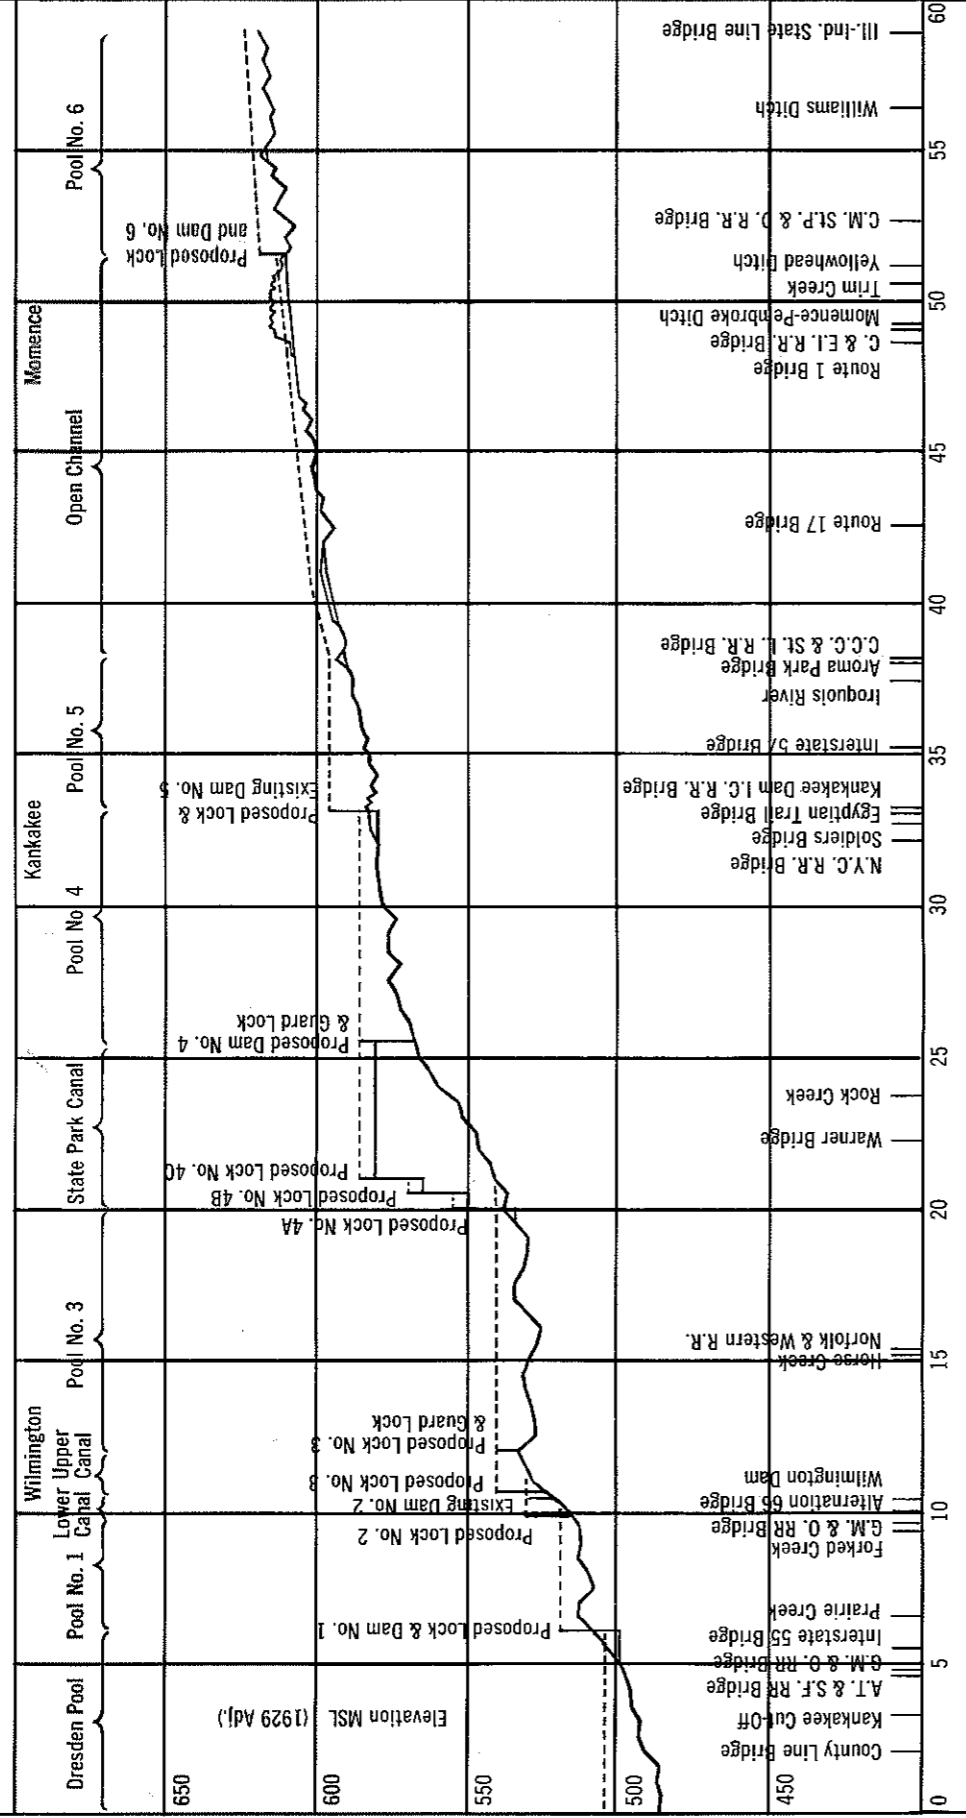 Dresden Pool
Pool No. 1
Lower
Canal
Upper
Canal
Wilmington
Pool No. 3
State Park Canal
Pool No 4
Kankakee
Pool No. 5
Open Channel
Momence
Pool No. 6
650
600
550
500
450
Elevation MSL (1929 Adj.)
Proposed Lock & Dam No. 1
Proposed Lock No. 2
Existing Dam No. 2
Proposed Lock No. 3
Proposed Lock No. 3
& Guard Lock
Proposed Lock No. 4A
Proposed Lock No. 4B
Proposed Lock No. 4C
Proposed Dam No. 4
& Guard Lock
Proposed Lock &
Existing Dam No. 5
Proposed Lock
and Dam No. 6
County Line Bridge
Kankakee Cut-Off
A.T. & S.F. RR Bridge
G.M. & O. RR Bridge
Interstate 55 Bridge
Prairie Creek
Forked Creek
G.M. & O. RR Bridge
Alternation 66 Bridge
Wilmington Dam
Horse Creek
Norfolk & Western R.R.
Warner Bridge
Rock Creek
N.Y.C. R.R. Bridge
Soldiers Bridge
Egyptian Trail Bridge
Kankakee Dam I.C. R.R. Bridge
Interstate 57 Bridge
Iroquois River
Aroma Park Bridge
C.C.C. & St. L R.R. Bridge
Route 17 Bridge
Route 1 Bridge
C. & E.I. R.R. Bridge
Momence-Pembroke Ditch
Trim Creek
Yellowhead Ditch
C.M. St.P. & O. R.R. Bridge
Williams Ditch
Ill.-Ind. State Line Bridge
0
5
10
15
20
25
30
35
40
45
50
55
60